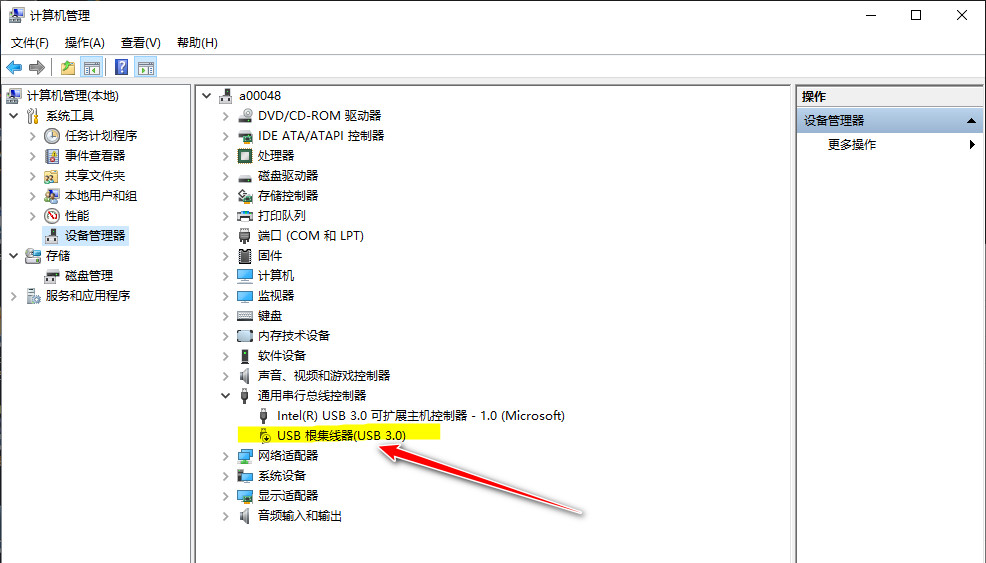 计算机管理
文件(F) 操作(A) 查看(V) 帮助(H)
计算机管理(本地)
系统工具
任务计划程序
事件查看器
共享文件夹
本地用户和组
性能
设备管理器
存储
磁盘管理
服务和应用程序
a00048
DVD/CD-ROM 驱动器
IDE ATA/ATAPI 控制器
处理器
磁盘驱动器
存储控制器
打印队列
端口 (COM 和 LPT)
固件
计算机
监视器
键盘
内存技术设备
软件设备
声音、视频和游戏控制器
通用串行总线控制器
Intel(R) USB 3.0 可扩展主机控制器 - 1.0 (Microsoft)
USB 根集线器(USB 3.0)
网络适配器
系统设备
显示适配器
音频输入和输出
操作
设备管理器
更多操作